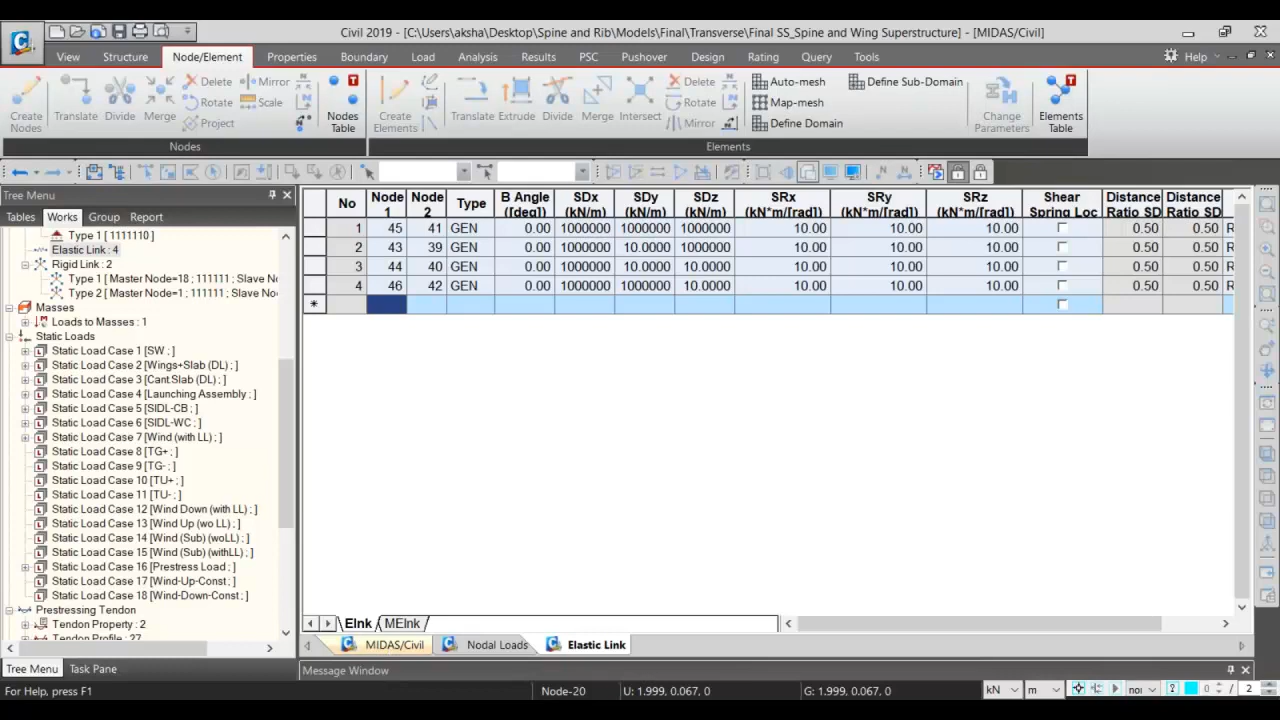 Civil 2019 - [C:\Users\aksha\Desktop\Spine and Rib\Models\Final\Transverse\Final SS_Spine and Wing Superstructure] - [MIDAS/Civil]
View Structure Node/Element Properties Boundary Load Analysis Results PSC Pushover Design Rating Query Tools Help
Create Nodes Translate Divide Merge Delete Rotate Project Mirror Scale Nodes Table
Create Elements Translate Extrude Divide Merge Intersect Delete Rotate Mirror Auto-mesh Map-mesh Define Domain Define Sub-Domain Change Parameters Elements Table
Nodes Elements
Tree Menu
Tables Works Group Report
Type 1 [ 1111110 ]
Elastic Link : 4
Rigid Link : 2
Type 1 [ Master Node=18 ; 111111 ; Slave No
Type 2 [ Master Node=1 ; 111111 ; Slave Noo
Masses
Loads to Masses : 1
Static Loads
Static Load Case 1 [SW ; ]
Static Load Case 2 [Wings+Slab (DL) ; ]
Static Load Case 3 [Cant.Slab (DL) ; ]
Static Load Case 4 [Launching Assembly ; ]
Static Load Case 5 [SIDL-CB ; ]
Static Load Case 6 [SIDL-WC ; ]
Static Load Case 7 [Wind (with LL) ; ]
Static Load Case 8 [TG+ ; ]
Static Load Case 9 [TG- ; ]
Static Load Case 10 [TU+ ; ]
Static Load Case 11 [TU- ; ]
Static Load Case 12 [Wind Down (with LL) ; ]
Static Load Case 13 [Wind Up (wo LL) ; ]
Static Load Case 14 [Wind (Sub) (woLL) ; ]
Static Load Case 15 [Wind (Sub) (withLL) ; ]
Static Load Case 16 [Prestress Load ; ]
Static Load Case 17 [Wind-Up-Const ; ]
Static Load Case 18 [Wind-Down-Const ; ]
Prestressing Tendon
Tendon Property : 2
Tendon Profile : 27
Tree Menu Task Pane
No Node 1 Node 2 Type B Angle ([deg]) SDx (kN/m) SDy (kN/m) SDz (kN/m) SRx (kN*m/[rad]) SRy (kN*m/[rad]) SRz (kN*m/[rad]) Shear Spring Loc Distance Ratio SD Distance Ratio SD
1 45 41 GEN 0.00 1000000 1000000 1000000 10.00 10.00 10.00 0.50 0.50 R
2 43 39 GEN 0.00 1000000 10.0000 1000000 10.00 10.00 10.00 0.50 0.50 R
3 44 40 GEN 0.00 1000000 10.0000 10.0000 10.00 10.00 10.00 0.50 0.50 R
4 46 42 GEN 0.00 1000000 1000000 10.0000 10.00 10.00 10.00 0.50 0.50 R
*
Elnk MElnk
MIDAS/Civil Nodal Loads Elastic Link
Message Window
For Help, press F1 Node-20 U: 1.999, 0.067, 0 G: 1.999, 0.067, 0 kN m nor ? 0 / 2